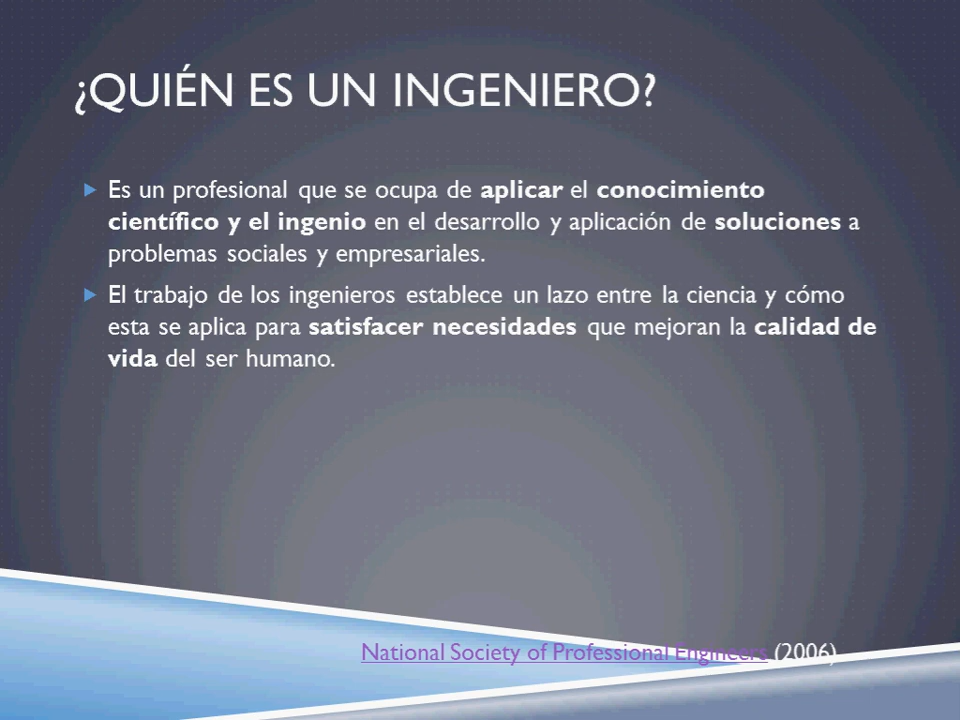 ¿QUIÉN ES UN INGENIERO?
Es un profesional que se ocupa de aplicar el conocimiento
científico y el ingenio en el desarrollo y aplicación de soluciones a
problemas sociales y empresariales.
El trabajo de los ingenieros establece un lazo entre la ciencia y cómo
esta se aplica para satisfacer necesidades que mejoran la calidad de
vida del ser humano.
National Society of Professional Engineers (2006)